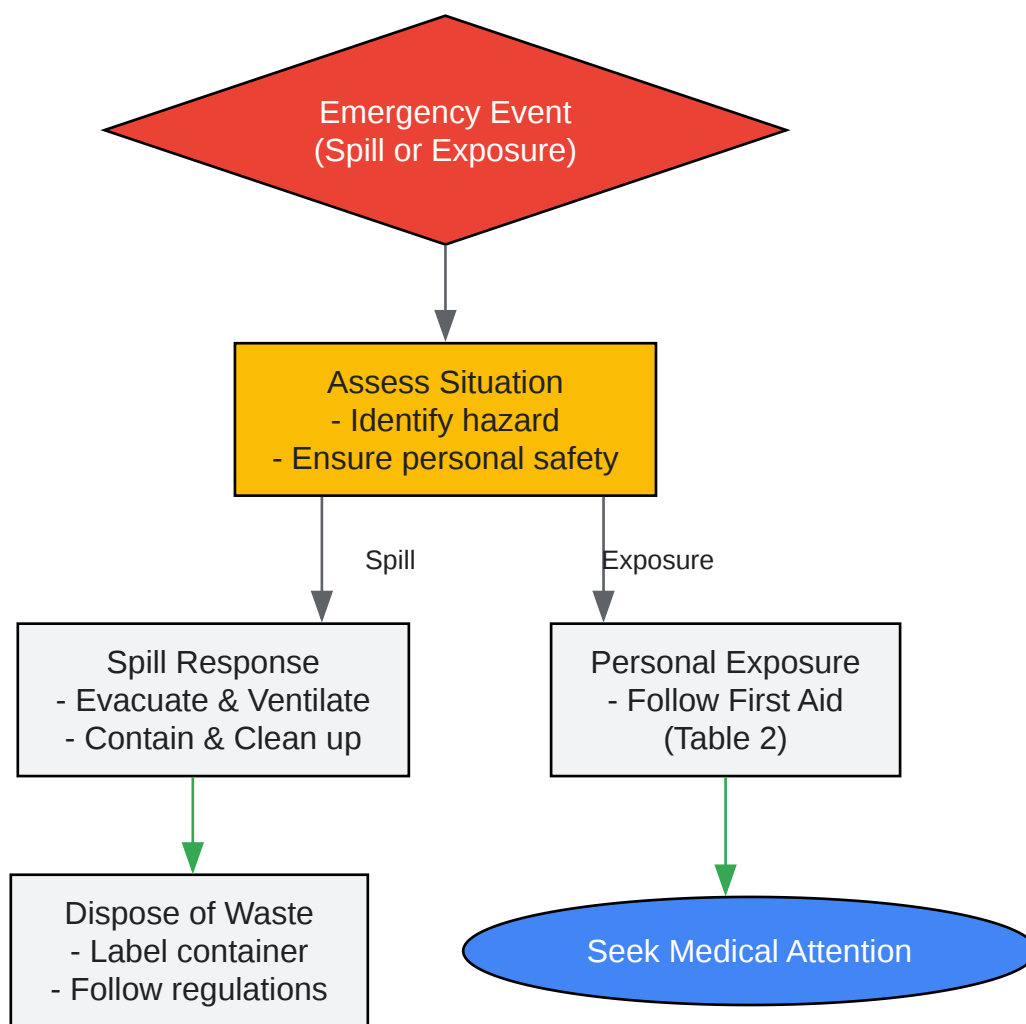 Emergency Event
(Spill or Exposure)
Assess Situation
- Identify hazard
- Ensure personal safety
Spill
Exposure
Spill Response
- Evacuate & Ventilate
- Contain & Clean up
Personal Exposure
- Follow First Aid
(Table 2)
Dispose of Waste
- Label container
- Follow regulations
Seek Medical Attention